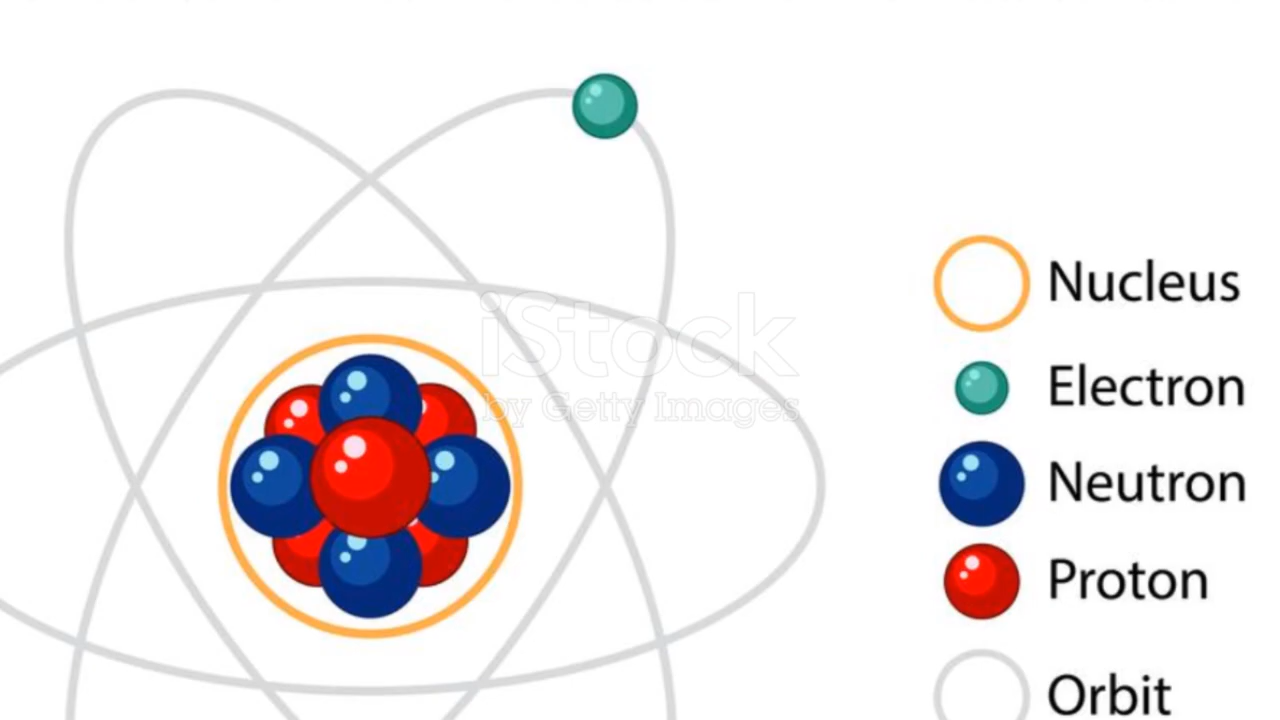 iStock
by Getty Images
Nucleus
Electron
Neutron
Proton
Orbit